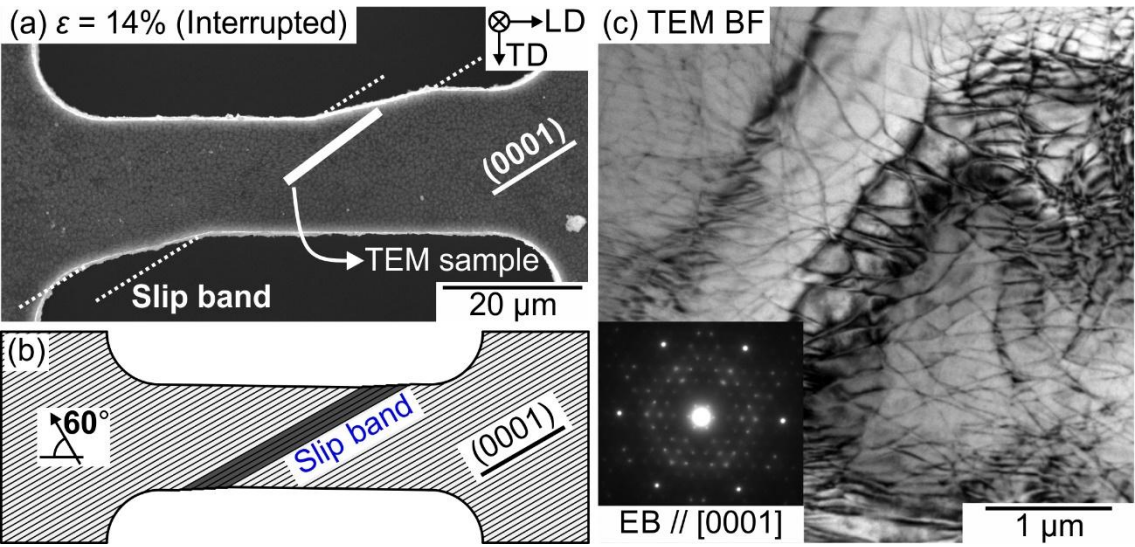 (a) ε = 14% (Interrupted)
LD
TD
(0001)
TEM sample
Slip band
20 μm
(b)
60°
Slip band
(0001)
(c) TEM BF
EB // [0001]
1 μm